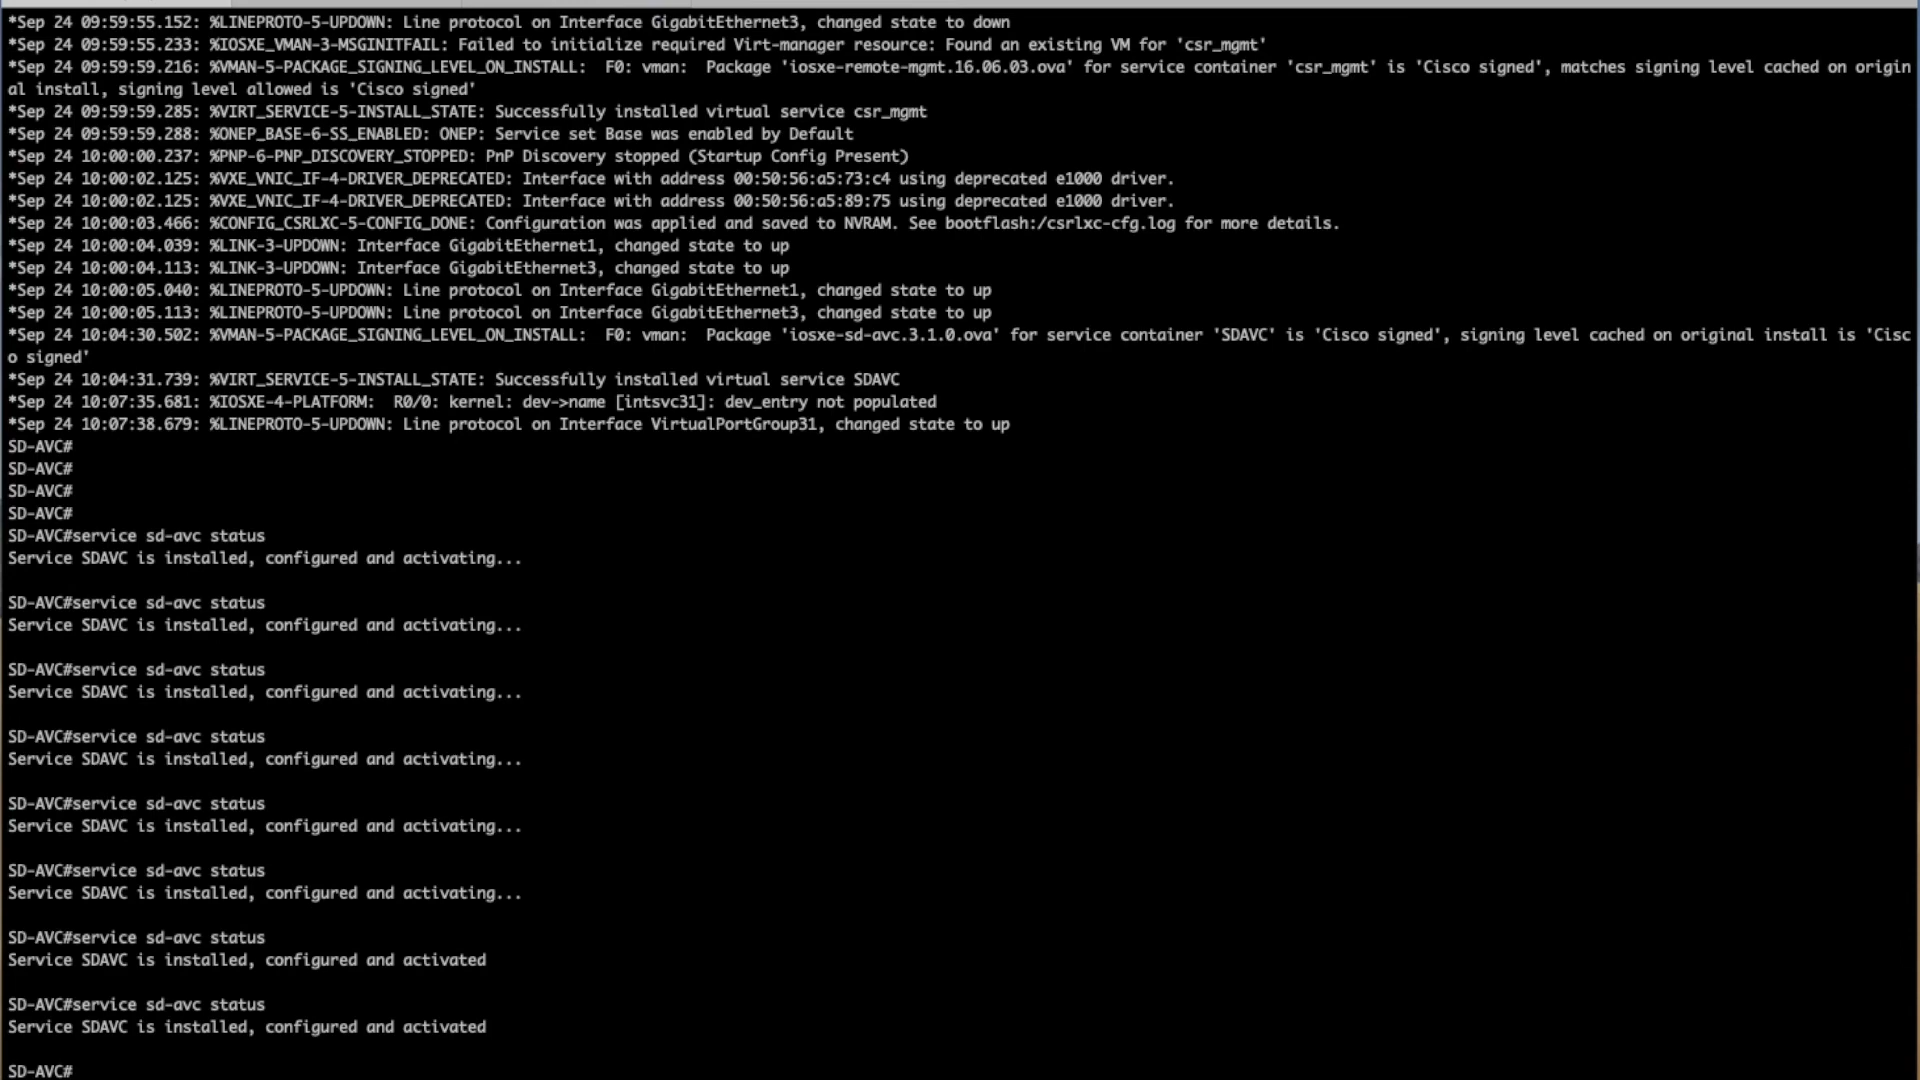 *Sep 24 09:59:55.152: %LINEPROTO-5-UPDOWN: Line protocol on Interface GigabitEthernet3, changed state to down
*Sep 24 09:59:55.233: %IOSXE_VMAN-3-MSGINITFAIL: Failed to initialize required Virt-manager resource: Found an existing VM for 'csr_mgmt'
*Sep 24 09:59:59.216: %VMAN-5-PACKAGE_SIGNING_LEVEL_ON_INSTALL:  F0: vman:  Package 'iosxe-remote-mgmt.16.06.03.ova' for service container 'csr_mgmt' is 'Cisco signed', matches signing level cached on origin
al install, signing level allowed is 'Cisco signed'
*Sep 24 09:59:59.285: %VIRT_SERVICE-5-INSTALL_STATE: Successfully installed virtual service csr_mgmt
*Sep 24 09:59:59.288: %ONEP_BASE-6-SS_ENABLED: ONEP: Service set Base was enabled by Default
*Sep 24 10:00:00.237: %PNP-6-PNP_DISCOVERY_STOPPED: PnP Discovery stopped (Startup Config Present)
*Sep 24 10:00:02.125: %VXE_VNIC_IF-4-DRIVER_DEPRECATED: Interface with address 00:50:56:a5:73:c4 using deprecated e1000 driver.
*Sep 24 10:00:02.125: %VXE_VNIC_IF-4-DRIVER_DEPRECATED: Interface with address 00:50:56:a5:89:75 using deprecated e1000 driver.
*Sep 24 10:00:03.466: %CONFIG_CSRLXC-5-CONFIG_DONE: Configuration was applied and saved to NVRAM. See bootflash:/csrlxc-cfg.log for more details.
*Sep 24 10:00:04.039: %LINK-3-UPDOWN: Interface GigabitEthernet1, changed state to up
*Sep 24 10:00:04.113: %LINK-3-UPDOWN: Interface GigabitEthernet3, changed state to up
*Sep 24 10:00:05.040: %LINEPROTO-5-UPDOWN: Line protocol on Interface GigabitEthernet1, changed state to up
*Sep 24 10:00:05.113: %LINEPROTO-5-UPDOWN: Line protocol on Interface GigabitEthernet3, changed state to up
*Sep 24 10:04:30.502: %VMAN-5-PACKAGE_SIGNING_LEVEL_ON_INSTALL:  F0: vman:  Package 'iosxe-sd-avc.3.1.0.ova' for service container 'SDAVC' is 'Cisco signed', signing level cached on original install is 'Cisc
o signed'
*Sep 24 10:04:31.739: %VIRT_SERVICE-5-INSTALL_STATE: Successfully installed virtual service SDAVC
*Sep 24 10:07:35.681: %IOSXE-4-PLATFORM:  R0/0: kernel: dev->name [intsvc31]: dev_entry not populated
*Sep 24 10:07:38.679: %LINEPROTO-5-UPDOWN: Line protocol on Interface VirtualPortGroup31, changed state to up
SD-AVC#
SD-AVC#
SD-AVC#
SD-AVC#
SD-AVC#service sd-avc status
Service SDAVC is installed, configured and activating...
SD-AVC#service sd-avc status
Service SDAVC is installed, configured and activating...
SD-AVC#service sd-avc status
Service SDAVC is installed, configured and activating...
SD-AVC#service sd-avc status
Service SDAVC is installed, configured and activating...
SD-AVC#service sd-avc status
Service SDAVC is installed, configured and activating...
SD-AVC#service sd-avc status
Service SDAVC is installed, configured and activating...
SD-AVC#service sd-avc status
Service SDAVC is installed, configured and activated
SD-AVC#service sd-avc status
Service SDAVC is installed, configured and activated
SD-AVC#